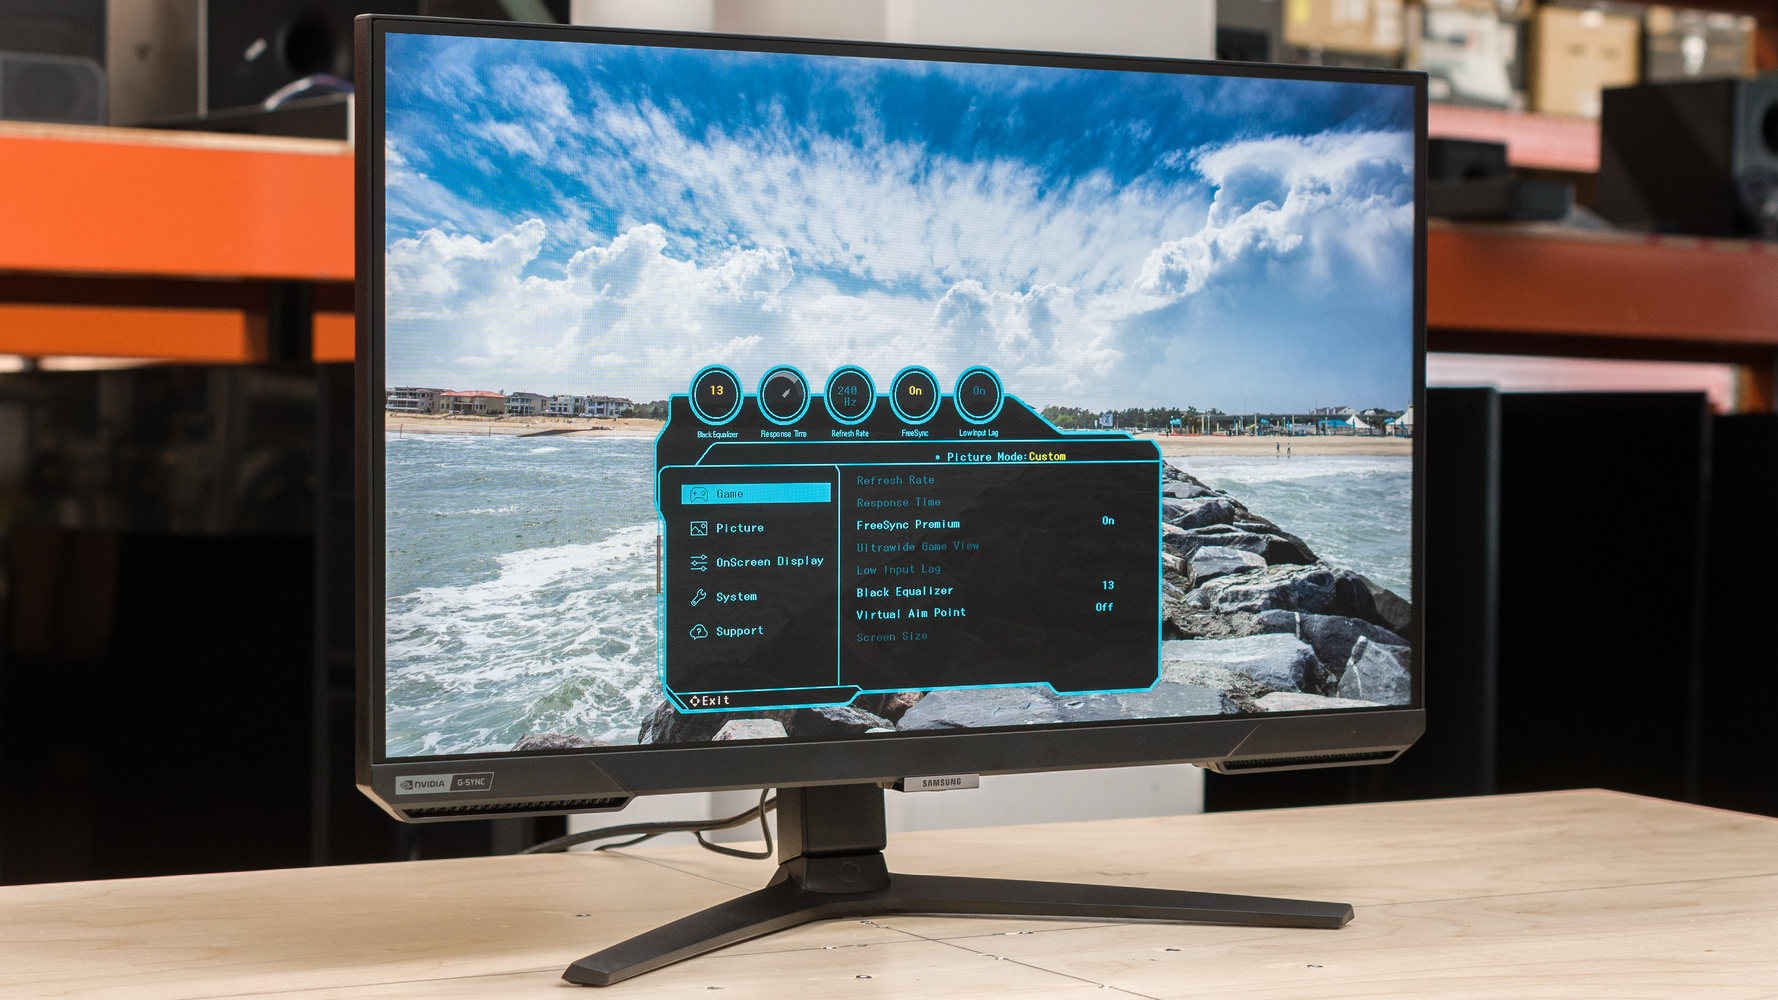 13
240
Hz
On
On
Black Equalizer
Response Time
Refresh Rate
FreeSync
Low Input Lag
• Picture Mode:Custom
Game
Picture
OnScreen Display
System
Support
Refresh Rate
Response Time
FreeSync Premium On
Ultrawide Game View
Low Input Lag
Black Equalizer 13
Virtual Aim Point Off
Screen Size
Exit
NVIDIA G-SYNC
SAMSUNG